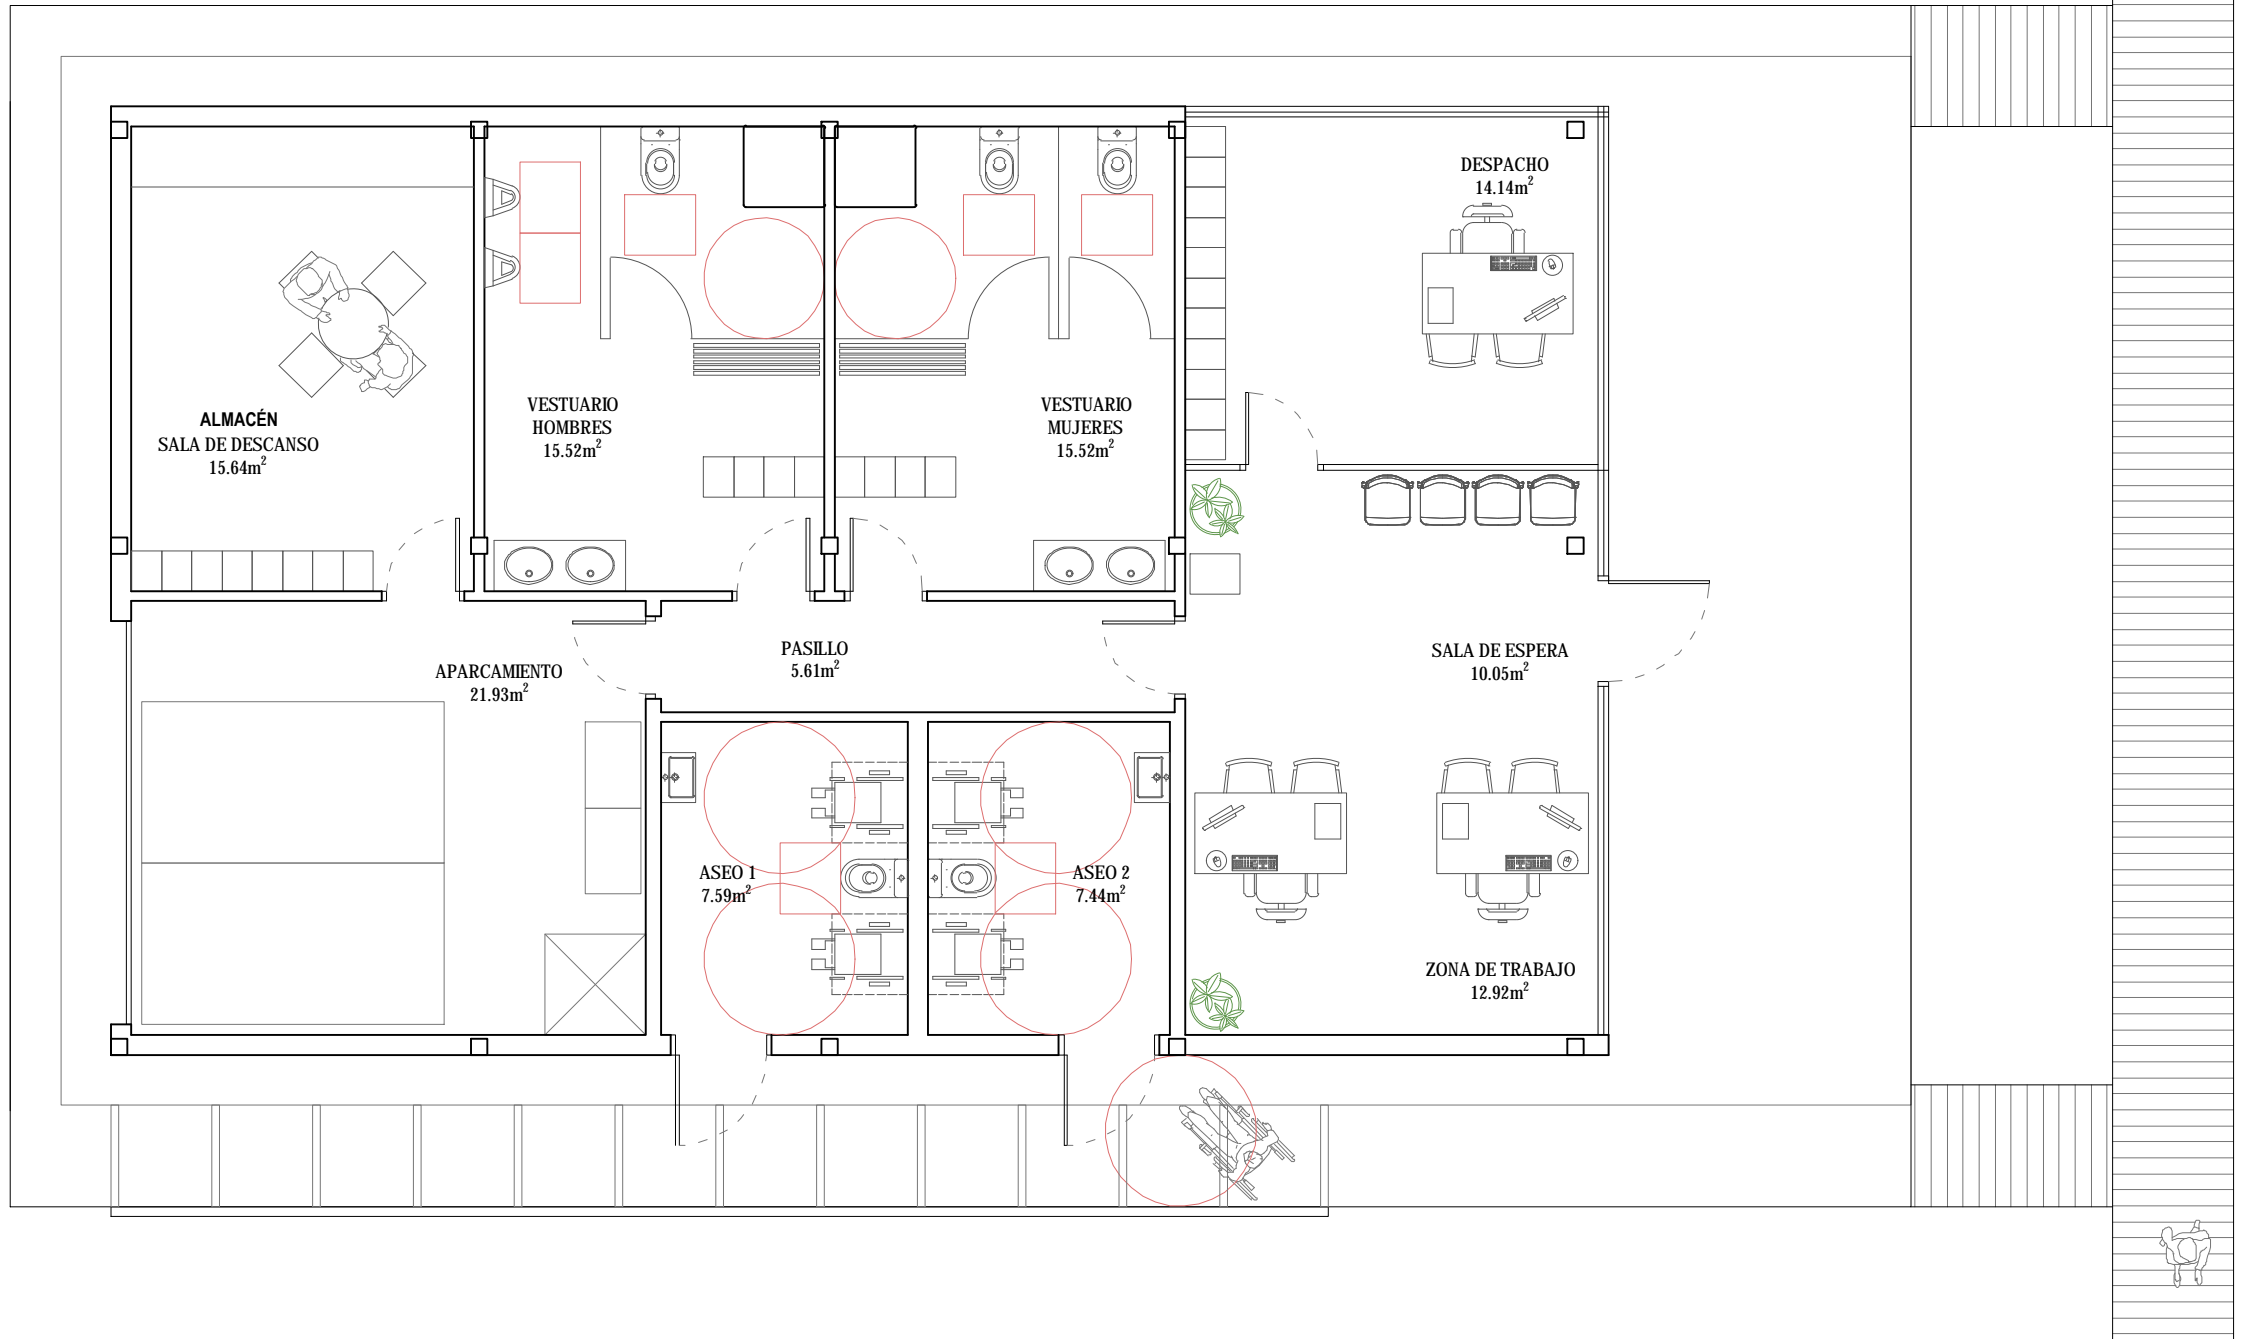 DESPACHO
14.14m²
ALMACÉN
SALA DE DESCANSO
15.64m²
VESTUARIO
HOMBRES
15.52m²
VESTUARIO
MUJERES
15.52m²
APARCAMIENTO
21.93m²
PASILLO
5.61m²
SALA DE ESPERA
10.05m²
ASEO 1
7.59m²
ASEO 2
7.44m²
ZONA DE TRABAJO
12.92m²